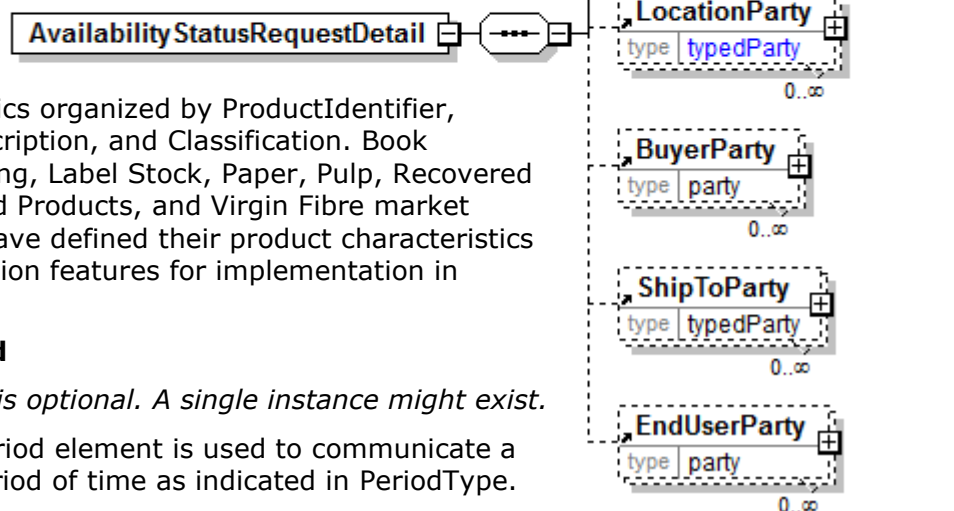 AvailabilityStatusRequestDetail
ics organized by ProductIdentifier,
cription, and Classification. Book
ng, Label Stock, Paper, Pulp, Recovered
d Products, and Virgin Fibre market
ave defined their product characteristics
ion features for implementation in
d
is optional. A single instance might exist.
riod element is used to communicate a
riod of time as indicated in PeriodType.
LocationParty
type typedParty
0..∞
BuyerParty
type party
0..∞
ShipToParty
type typedParty
0..∞
EndUserParty
type party
0..∞